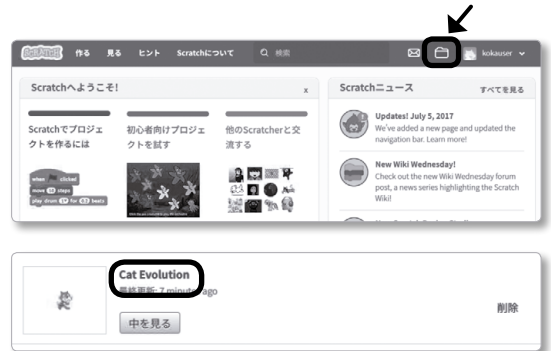 SCRATCH 作る 見る ヒント Scratchについて 検索 kokauser
Scratchへようこそ! x
Scratchでプロジェ
クトを作るには
初心者向けプロジェ
クトを試す
他のScratcherと交
流する
when clicked
move 10 steps
play drum for beats
Scratchニュース すべてを見る
Updates! July 5, 2017
We've added a new page and updated the
navigation bar. Learn more!
New Wiki Wednesday!
Check out the new Wiki Wednesday forum
post, a news series highlighting the Scratch
Wiki!
Cat Evolution
最終更新: 7 minutes ago
中を見る
削除